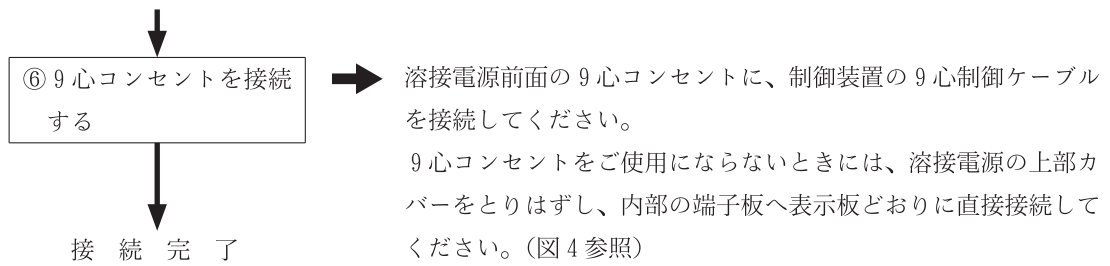 ⑥9心コンセントを接続
する
接続完了
溶接電源前面の9心コンセントに、制御装置の9心制御ケーブル
を接続してください。
9心コンセントをご使用にならないときには、溶接電源の上部カ
バーをとりはずし、内部の端子板へ表示板どおりに直接接続して
ください。(図4参照)